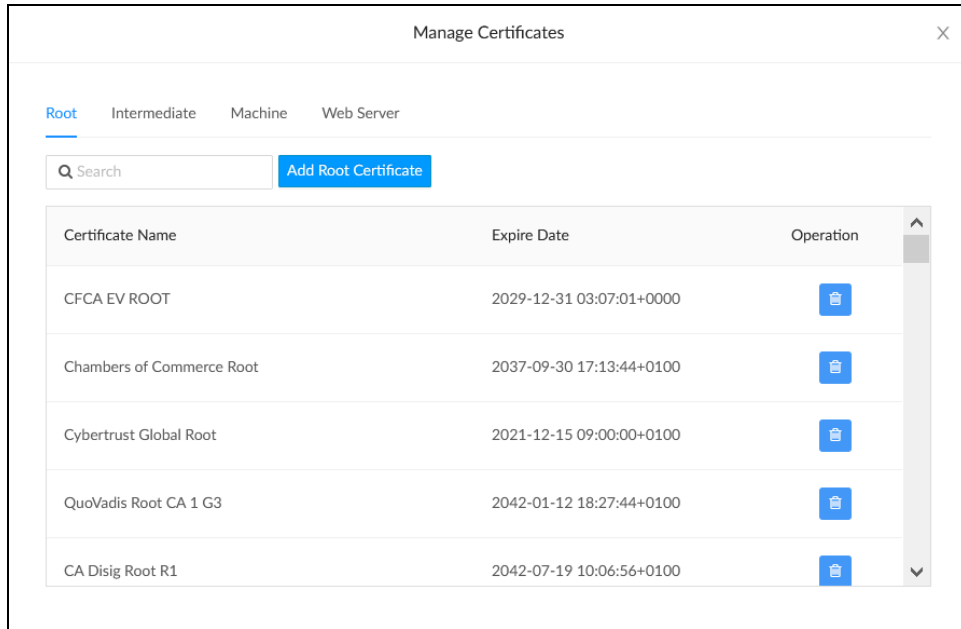 Manage Certificates
Root Intermediate Machine Web Server
Search Add Root Certificate
Certificate Name Expire Date Operation
CFCA EV ROOT 2029-12-31 03:07:01+0000
Chambers of Commerce Root 2037-09-30 17:13:44+0100
Cybertrust Global Root 2021-12-15 09:00:00+0100
QuoVadis Root CA 1 G3 2042-01-12 18:27:44+0100
CA Disig Root R1 2042-07-19 10:06:56+0100